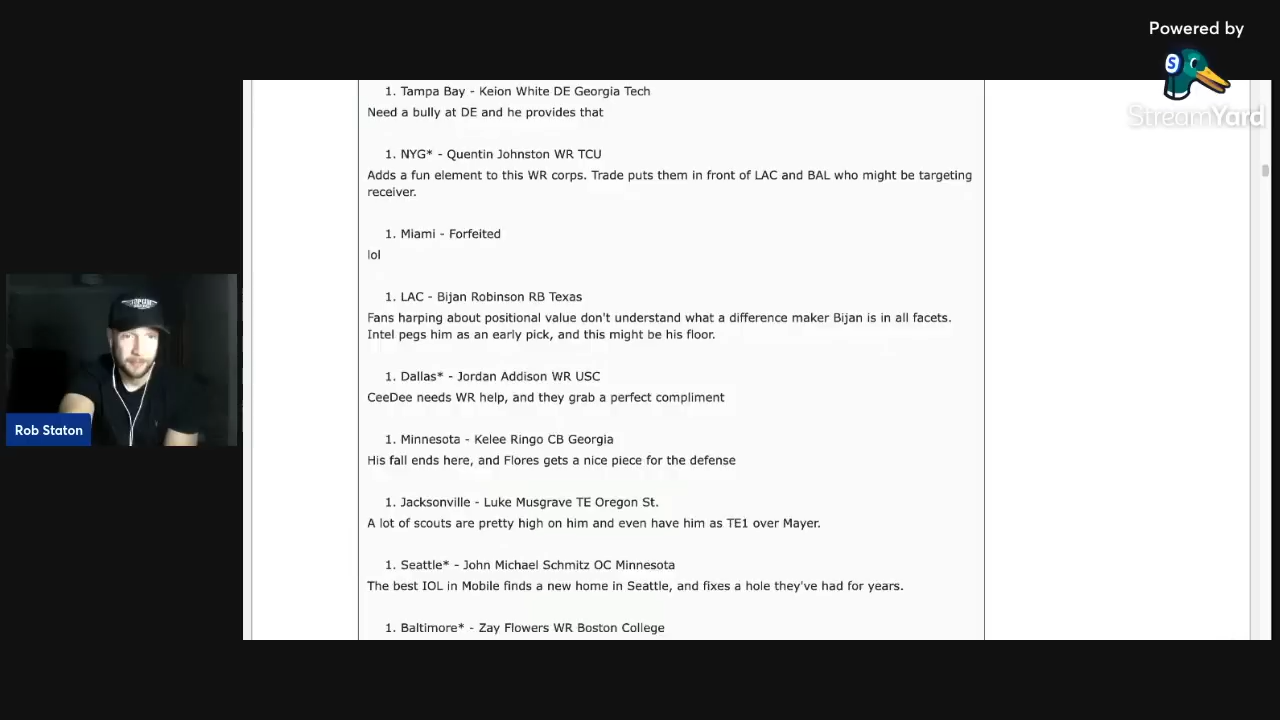 Powered by
S
StreamYard
1. Tampa Bay - Keion White DE Georgia Tech
Need a bully at DE and he provides that
1. NYG* - Quentin Johnston WR TCU
Adds a fun element to this WR corps. Trade puts them in front of LAC and BAL who might be targeting
receiver.
1. Miami - Forfeited
lol
1. LAC - Bijan Robinson RB Texas
Fans harping about positional value don't understand what a difference maker Bijan is in all facets.
Intel pegs him as an early pick, and this might be his floor.
1. Dallas* - Jordan Addison WR USC
CeeDee needs WR help, and they grab a perfect compliment
1. Minnesota - Kelee Ringo CB Georgia
His fall ends here, and Flores gets a nice piece for the defense
1. Jacksonville - Luke Musgrave TE Oregon St.
A lot of scouts are pretty high on him and even have him as TE1 over Mayer.
1. Seattle* - John Michael Schmitz OC Minnesota
The best IOL in Mobile finds a new home in Seattle, and fixes a hole they've had for years.
1. Baltimore* - Zay Flowers WR Boston College
Rob Staton